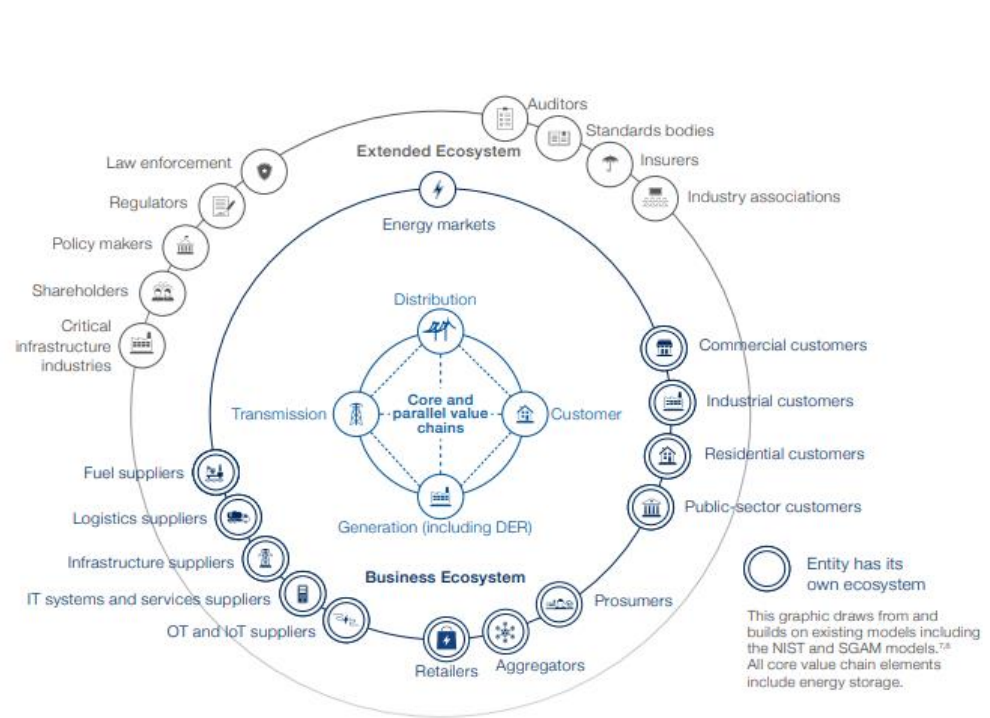 Auditors
Standards bodies
Extended Ecosystem
Insurers
Law enforcement
Industry associations
Regulators
Energy markets
Policy makers
Shareholders
Distribution
Critical
infrastructure
industries
Commercial customers
Core and
parallel value
chains
Transmission
Customer
Industrial customers
Residential customers
Fuel suppliers
Public-sector customers
Logistics suppliers
Generation (including DER)
Infrastructure suppliers
Business Ecosystem
Entity has its
own ecosystem
IT systems and services suppliers
Prosumers
OT and IoT suppliers
Retailers
Aggregators
This graphic draws from and
builds on existing models including
the NIST and SGAM models.⁷,⁸
All core value chain elements
include energy storage.